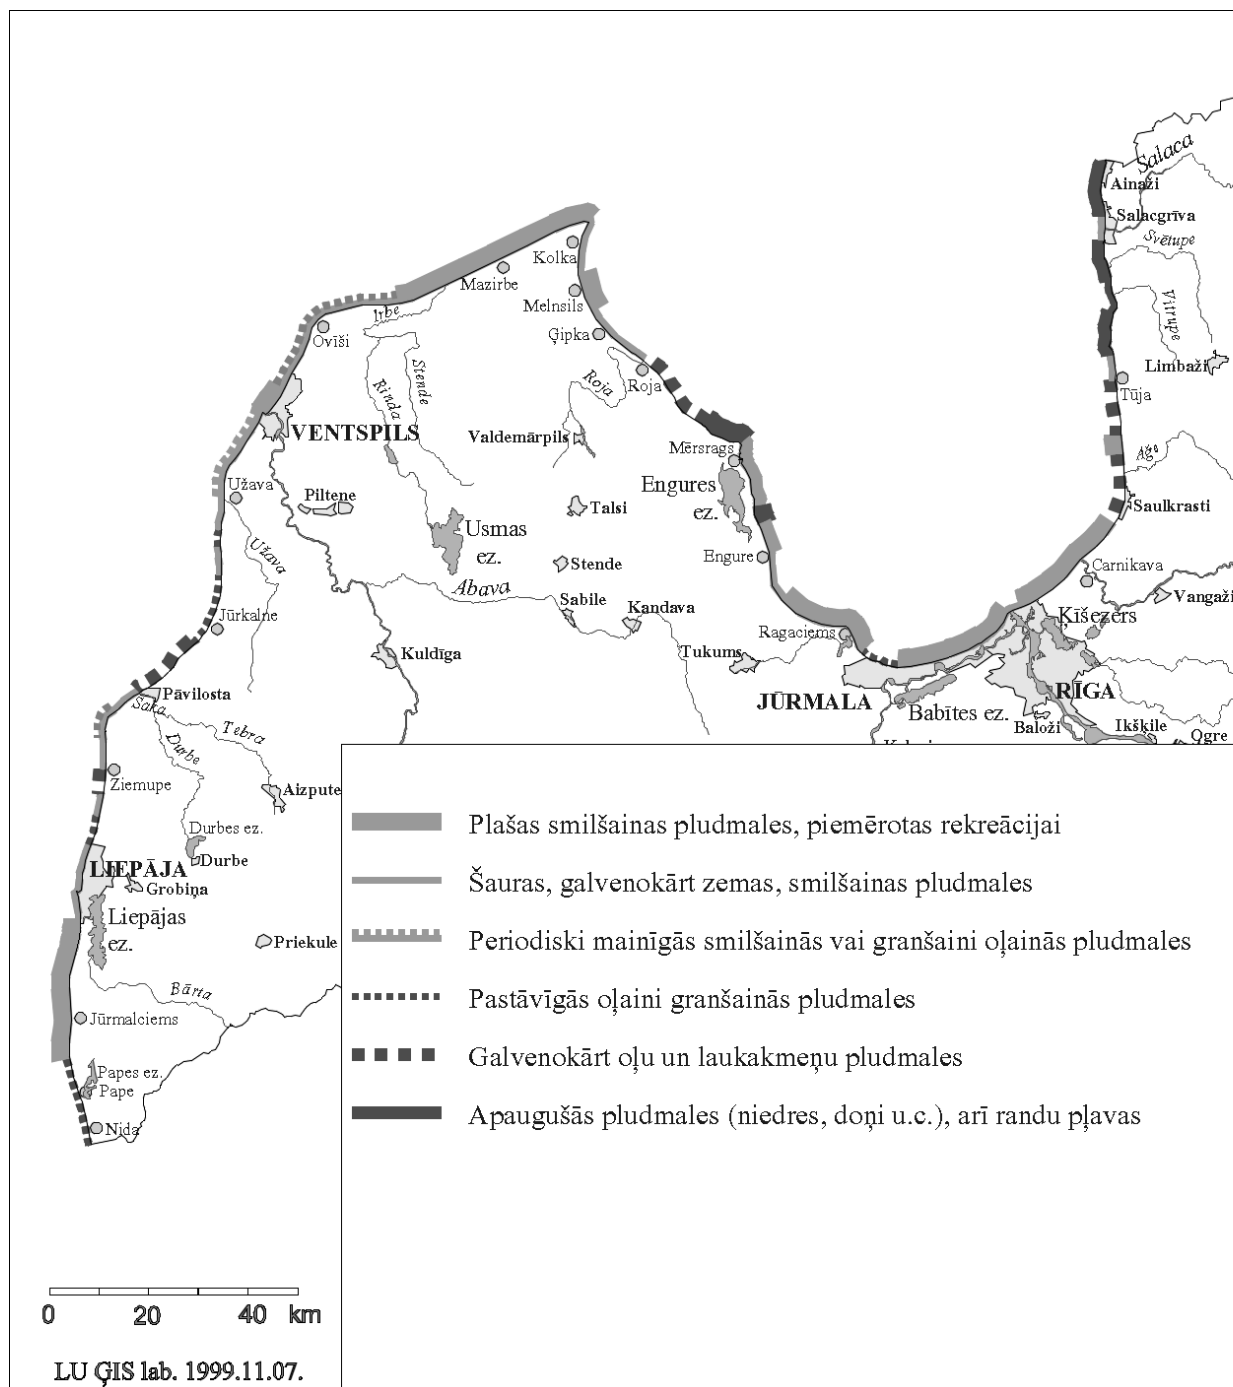 Salaca
Ainaži
Salacgrīva
Svētupe
Kolka
Mazirbe
Melnsils
Irbe
Vitrupe
Ovīši
Ģipka
Stende
Rinda
Roja
Roja
Limbaži
Tūja
VENTSPILS
Valdemārpils
Mērsrags
Aģe
Engures
ez.
Užava
Piltene
Talsi
Usmas
ez.
Saulkrasti
Užava
Engure
Stende
Abava
Carnikava
Sabile
Kandava
Vangaži
Ķīšezers
Jūrkalne
Ragaciems
Kuldīga
Tukums
JŪRMALA
RĪGA
Pāvilosta
Saka
Babītes ez.
Baloži
Ikšķile
Ogre
Tebra
Durbe
Ziemupe
Aizpute
Durbes ez.
Durbe
LIEPĀJA
Grobiņa
Liepājas
ez.
Priekule
Bārta
Jūrmalciems
Papes ez.
Pape
Nida
Plašas smilšainas pludmales, piemērotas rekreācijai
Šauras, galvenokārt zemas, smilšainas pludmales
Periodiski mainīgās smilšainās vai granšaini oļainās pludmales
Pastāvīgās oļaini granšainās pludmales
Galvenokārt oļu un laukakmeņu pludmales
Apaugušās pludmales (niedres, doņi u.c.), arī randu pļavas
0 20 40 km
LU ĢIS lab. 1999.11.07.